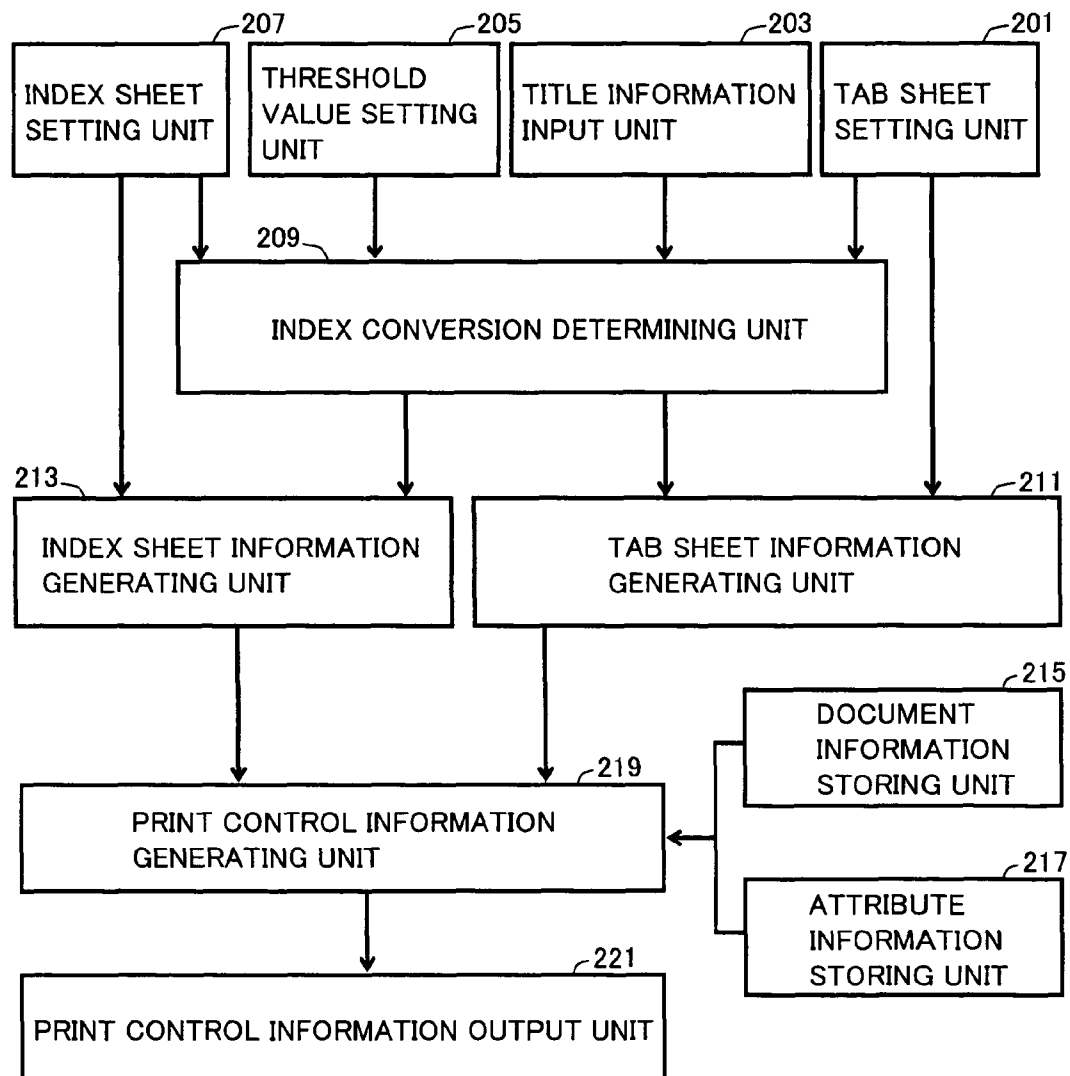 207
205
203
201
INDEX SHEET
SETTING UNIT
THRESHOLD
VALUE SETTING
UNIT
TITLE INFORMATION
INPUT UNIT
TAB SHEET
SETTING UNIT
209
INDEX CONVERSION DETERMINING UNIT
213
211
INDEX SHEET INFORMATION
GENERATING UNIT
TAB SHEET INFORMATION
GENERATING UNIT
215
DOCUMENT
INFORMATION
STORING UNIT
219
PRINT CONTROL INFORMATION
GENERATING UNIT
217
ATTRIBUTE
INFORMATION
STORING UNIT
221
PRINT CONTROL INFORMATION OUTPUT UNIT